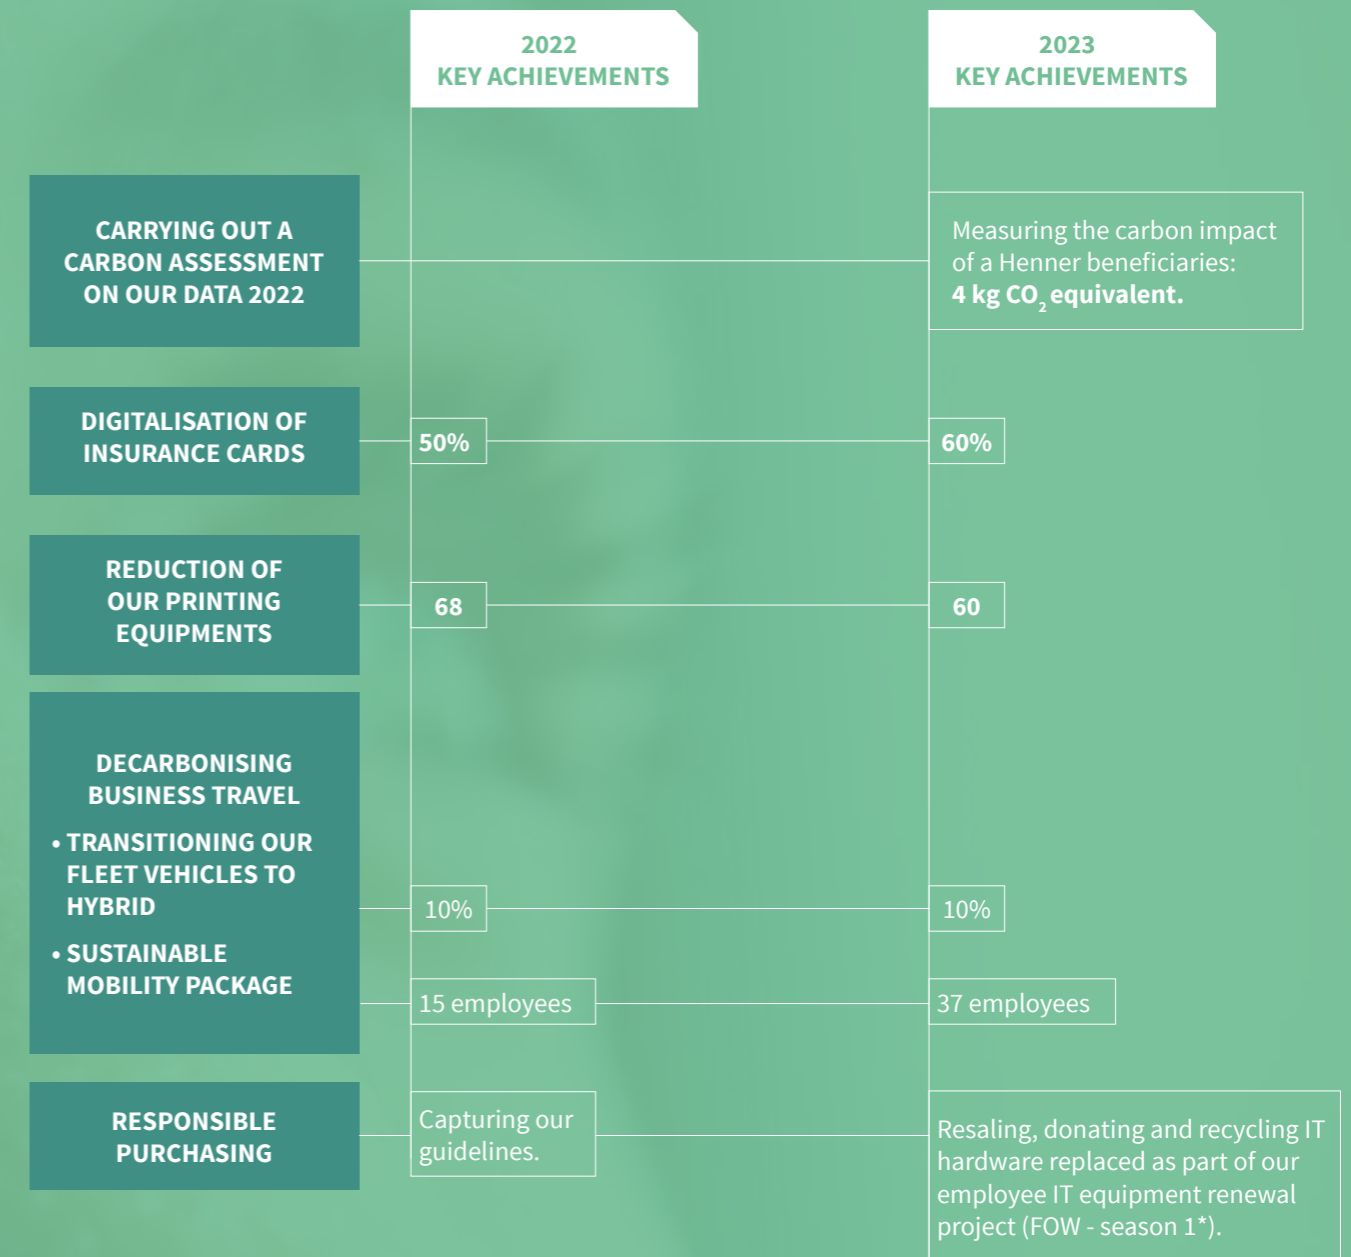 2022
KEY ACHIEVEMENTS
2023
KEY ACHIEVEMENTS
CARRYING OUT A
CARBON ASSESSMENT
ON OUR DATA 2022
Measuring the carbon impact
of a Henner beneficiaries:
4 kg CO₂ equivalent.
DIGITALISATION OF
INSURANCE CARDS
50%
60%
REDUCTION OF
OUR PRINTING
EQUIPMENTS
68
60
DECARBONISING
BUSINESS TRAVEL
• TRANSITIONING OUR
FLEET VEHICLES TO
HYBRID
10%
10%
• SUSTAINABLE
MOBILITY PACKAGE
15 employees
37 employees
RESPONSIBLE
PURCHASING
Capturing our
guidelines.
Resaling, donating and recycling IT
hardware replaced as part of our
employee IT equipment renewal
project (FOW - season 1*).